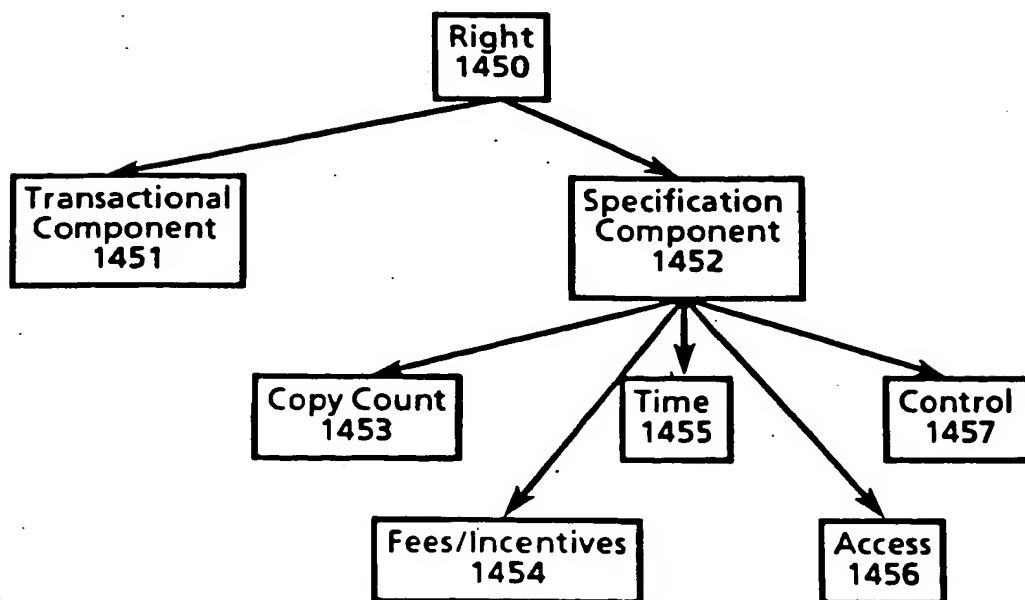 Right
1450
Transactional
Component
1451
Specification
Component
1452
Copy Count
1453
Time
1455
Control
1457
Fees/Incentives
1454
Access
1456